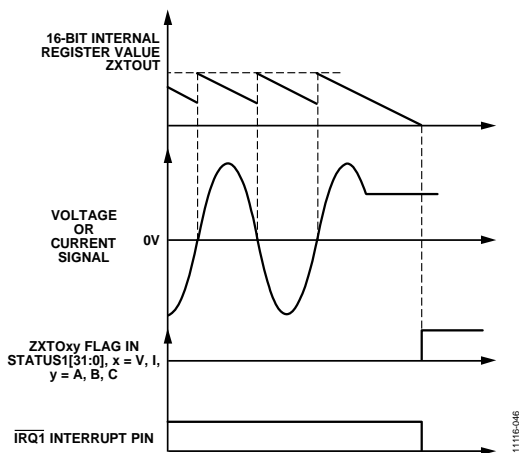 16-BIT INTERNAL
REGISTER VALUE
ZXTOUT
VOLTAGE
OR
CURRENT
SIGNAL
0V
ZXTOxy FLAG IN
STATUS1[31:0], x = V, I,
y = A, B, C
IRQ1 INTERRUPT PIN
11116-046